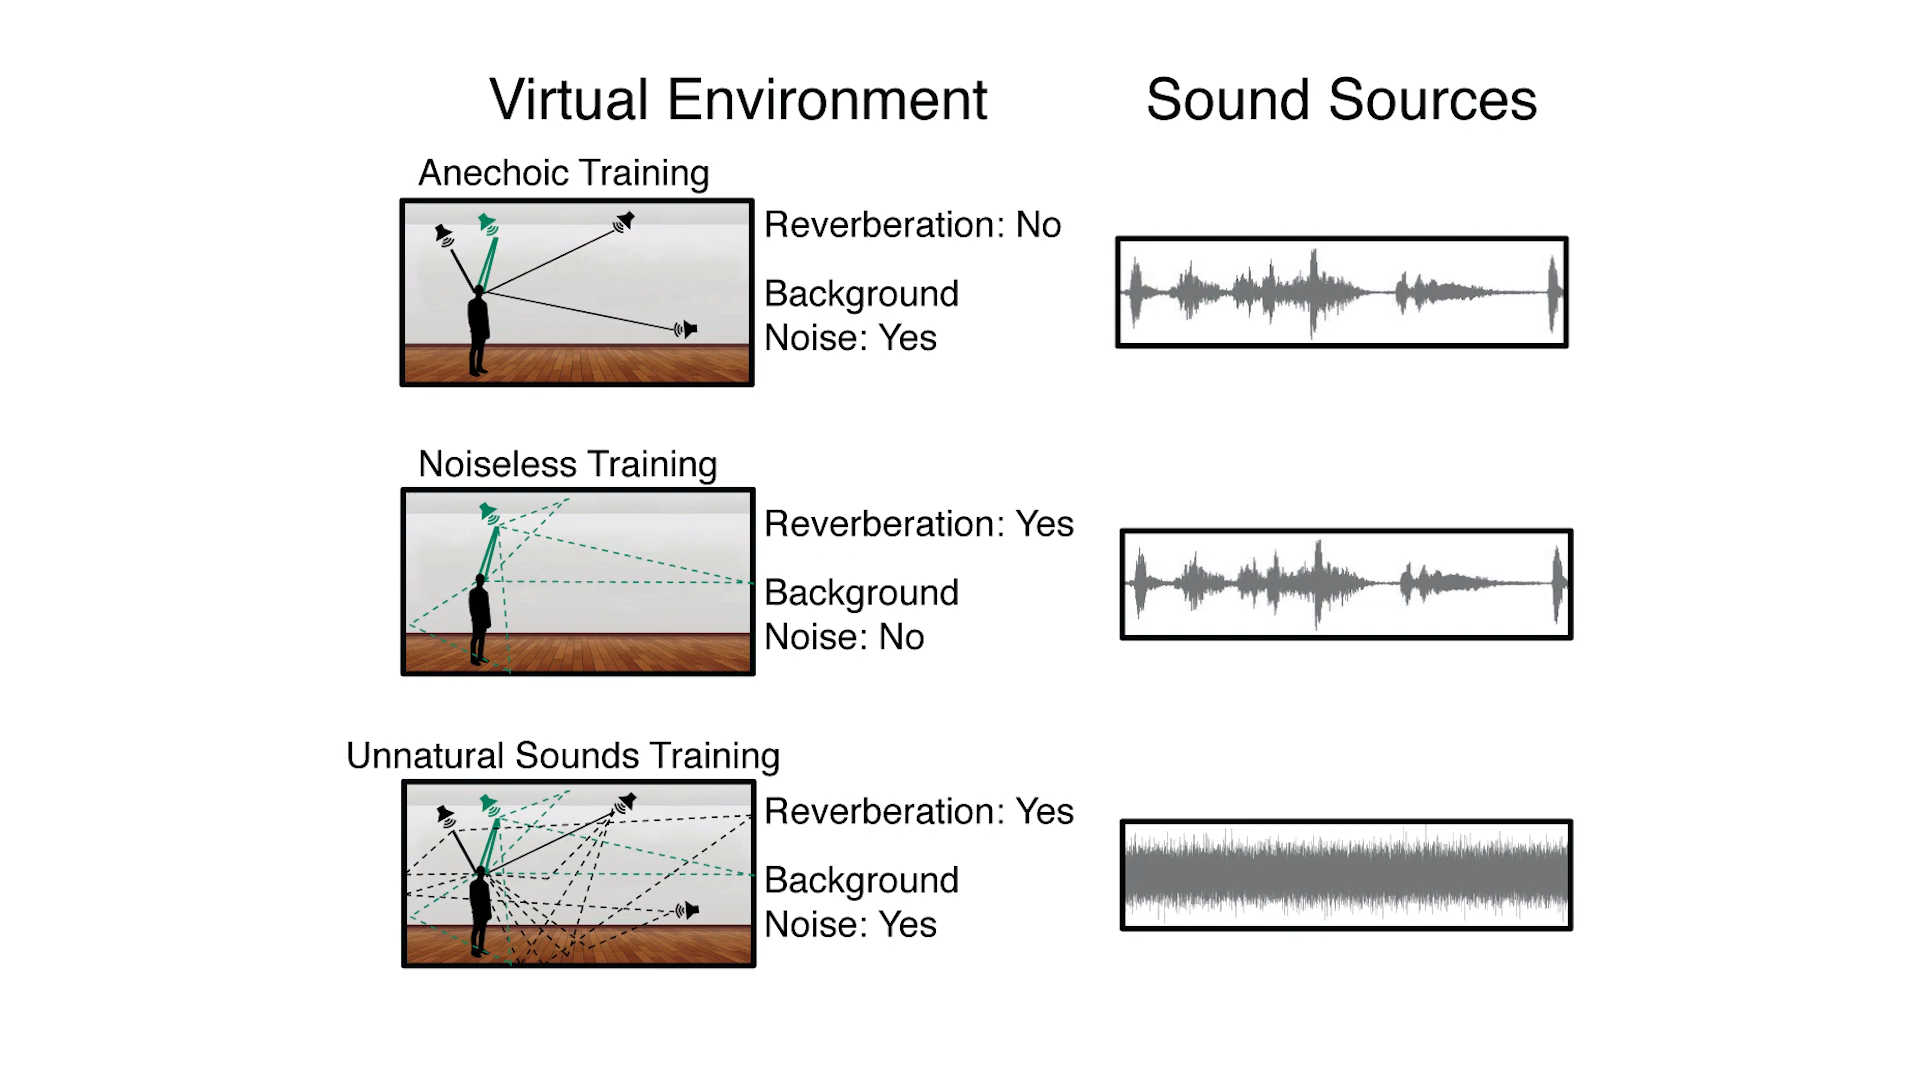 Virtual Environment
Sound Sources
Anechoic Training
Reverberation: No
Background
Noise: Yes
Noiseless Training
Reverberation: Yes
Background
Noise: No
Unnatural Sounds Training
Reverberation: Yes
Background
Noise: Yes